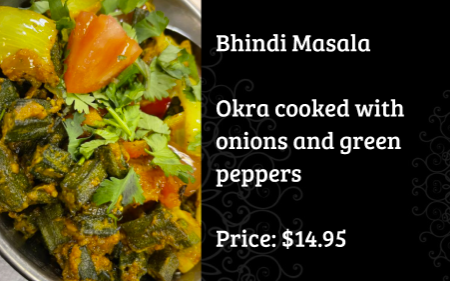 Bhindi Masala
Okra cooked with
onions and green
peppers
Price: $14.95